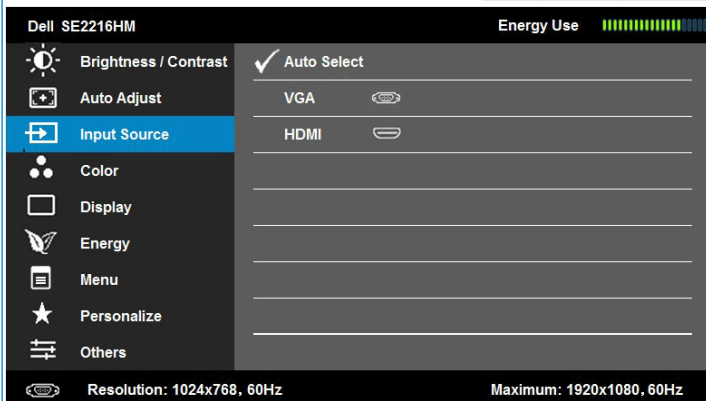 Dell SE2216HM Energy Use
Brightness / Contrast Auto Select
Auto Adjust VGA
Input Source HDMI
Color
Display
Energy
Menu
Personalize
Others
Resolution: 1024x768, 60Hz Maximum: 1920x1080, 60Hz